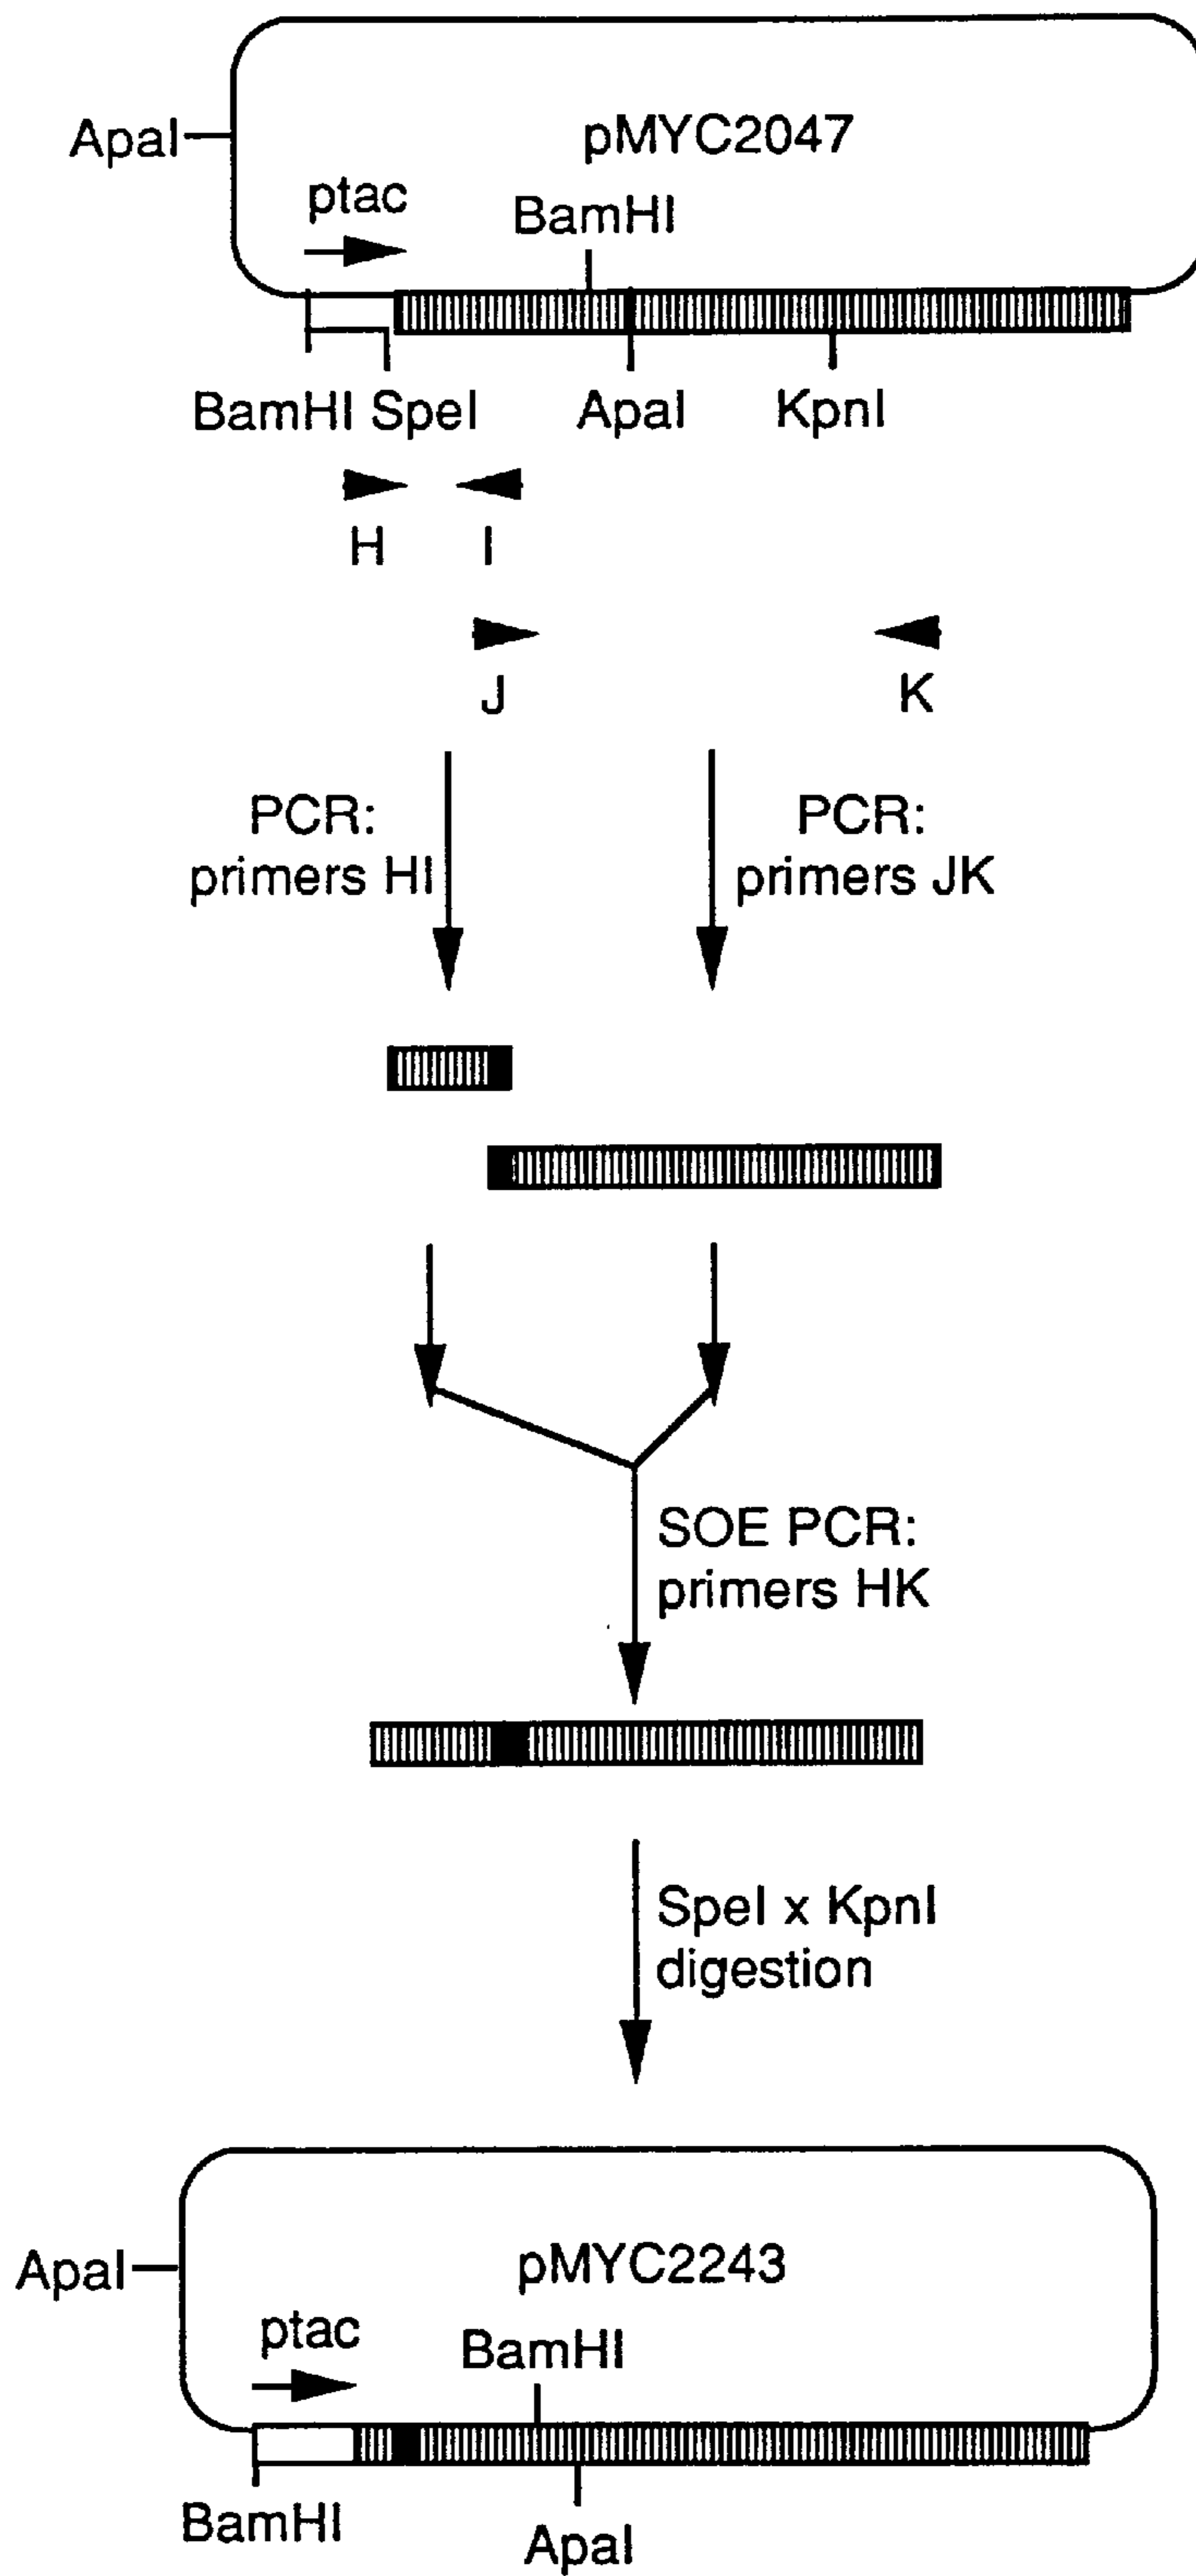 ApaI
pMYC2047
ptac
BamHI
BamHI SpeI ApaI KpnI
H I
J K
PCR:
primers HI
PCR:
primers JK
SOE PCR:
primers HK
SpeI x KpnI
digestion
ApaI
pMYC2243
ptac
BamHI
BamHI
ApaI